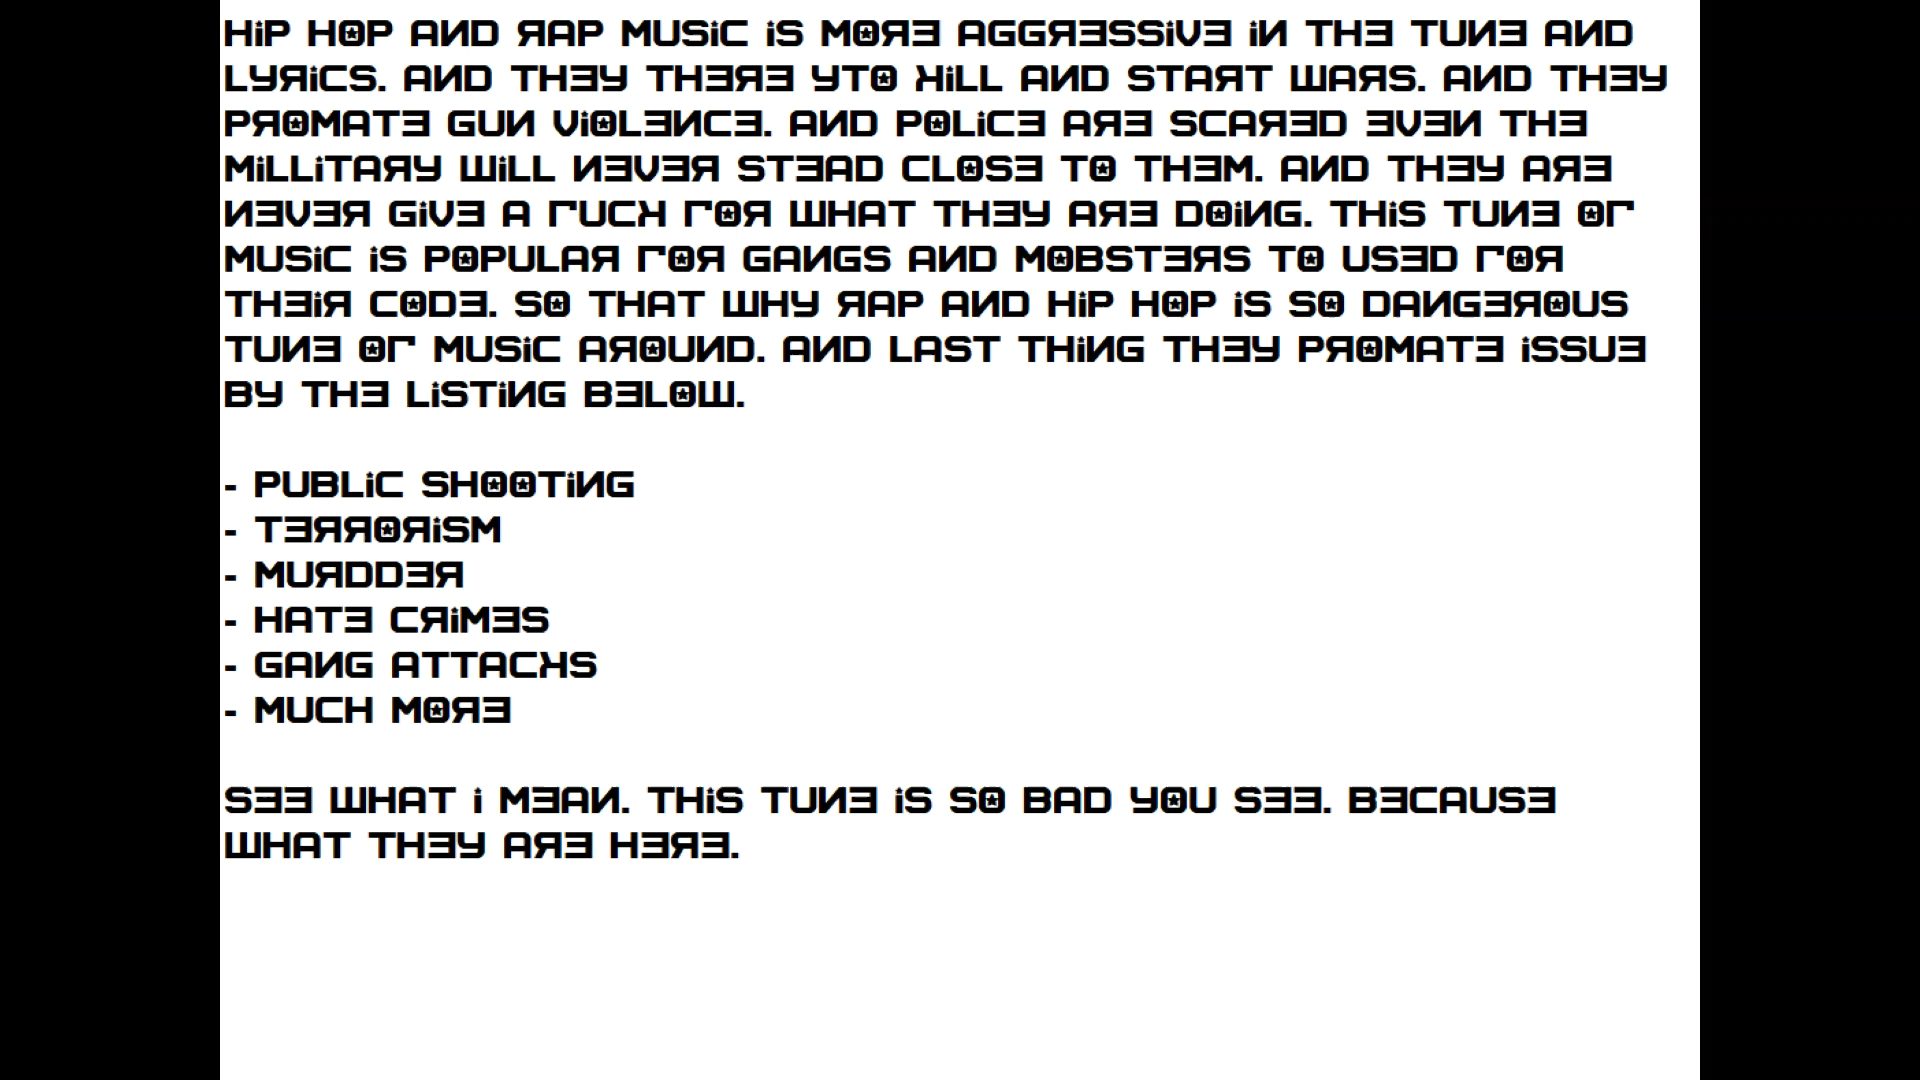 HiP HOP AND RAP MUSiC iS MORE AGGRESSiVE iN THE TUNE AND
LYRiCS. AND THEY THERE YTO KiLL AND START WARS. AND THEY
PROMATE GUN ViOLENCE. AND POLiCE ARE SCARED EVEN THE
MiLLiTARY WiLL NEVER STEAD CLOSE TO THEM. AND THEY ARE
NEVER GiVE A FUCK FOR WHAT THEY ARE DOiNG. THiS TUNE OF
MUSiC iS POPULAR FOR GANGS AND MOBSTERS TO USED FOR
THEiR CODE. SO THAT WHY RAP AND HiP HOP iS SO DANGEROUS
TUNE OF MUSiC AROUND. AND LAST THiNG THEY PROMATE iSSUE
BY THE LiSTiNG BELOW.
- PUBLiC SHOOTiNG
- TERRORiSM
- MURDDER
- HATE CRiMES
- GANG ATTACKS
- MUCH MORE
SEE WHAT i MEAN. THiS TUNE iS SO BAD YOU SEE. BECAUSE
WHAT THEY ARE HERE.